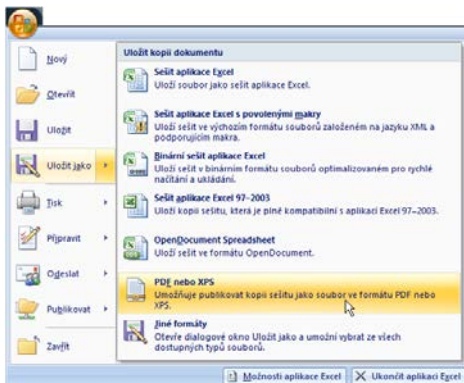 Nový
Otevřít
Uložit
Uložit jako
Tisk
Připravit
Odeslat
Publikovat
Zavřít
Uložit kopii dokumentu
Sešit aplikace Excel
Uloží soubor jako sešit aplikace Excel.
Sešit aplikace Excel s povolenými makry
Uloží sešit ve výchozím formátu souborů založeném na jazyku XML a
podporujícím makra.
Binární sešit aplikace Excel
Uloží sešit v binárním formátu souborů optimalizovaném pro rychlé
načítání a ukládání.
Sešit aplikace Excel 97–2003
Uloží kopii sešitu, která je plně kompatibilní s aplikací Excel 97–2003.
OpenDocument Spreadsheet
Uloží sešit ve formátu OpenDocument.
PDF nebo XPS
Umožňuje publikovat kopii sešitu jako soubor ve formátu PDF nebo
XPS.
Jiné formáty
Otevře dialogové okno Uložit jako a umožní vybrat ze všech
dostupných typů souborů.
Možnosti aplikace Excel
Ukončit aplikaci Excel